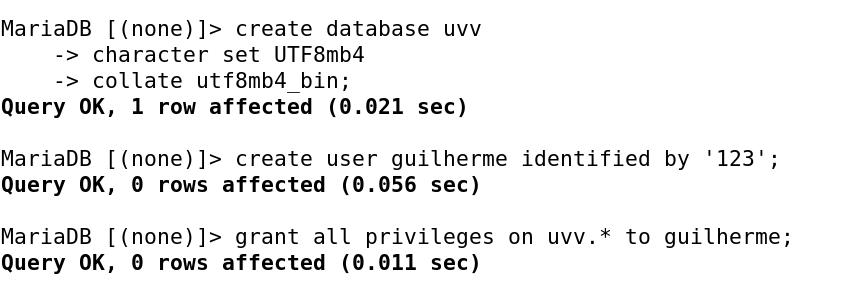 MariaDB [(none)]> create database uvv
    -> character set UTF8mb4
    -> collate utf8mb4_bin;
Query OK, 1 row affected (0.021 sec)

MariaDB [(none)]> create user guilherme identified by '123';
Query OK, 0 rows affected (0.056 sec)

MariaDB [(none)]> grant all privileges on uvv.* to guilherme;
Query OK, 0 rows affected (0.011 sec)